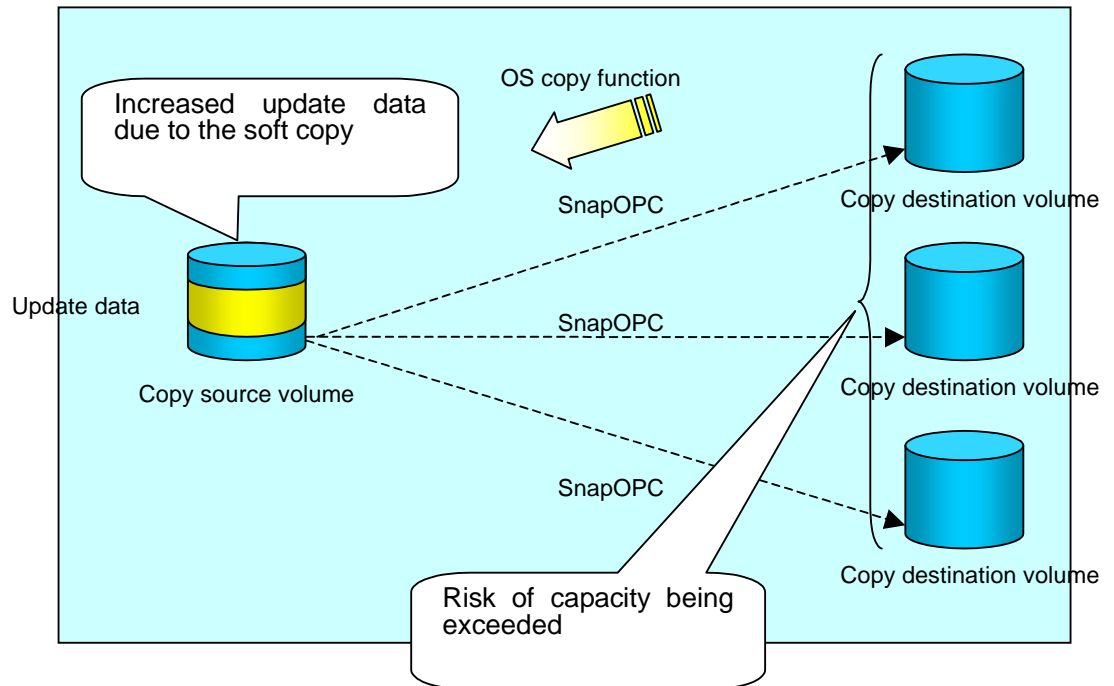 OS copy function
Increased update data
due to the soft copy
SnapOPC
Copy destination volume
Update data
SnapOPC
Copy source volume
Copy destination volume
SnapOPC
Copy destination volume
Risk of capacity being
exceeded